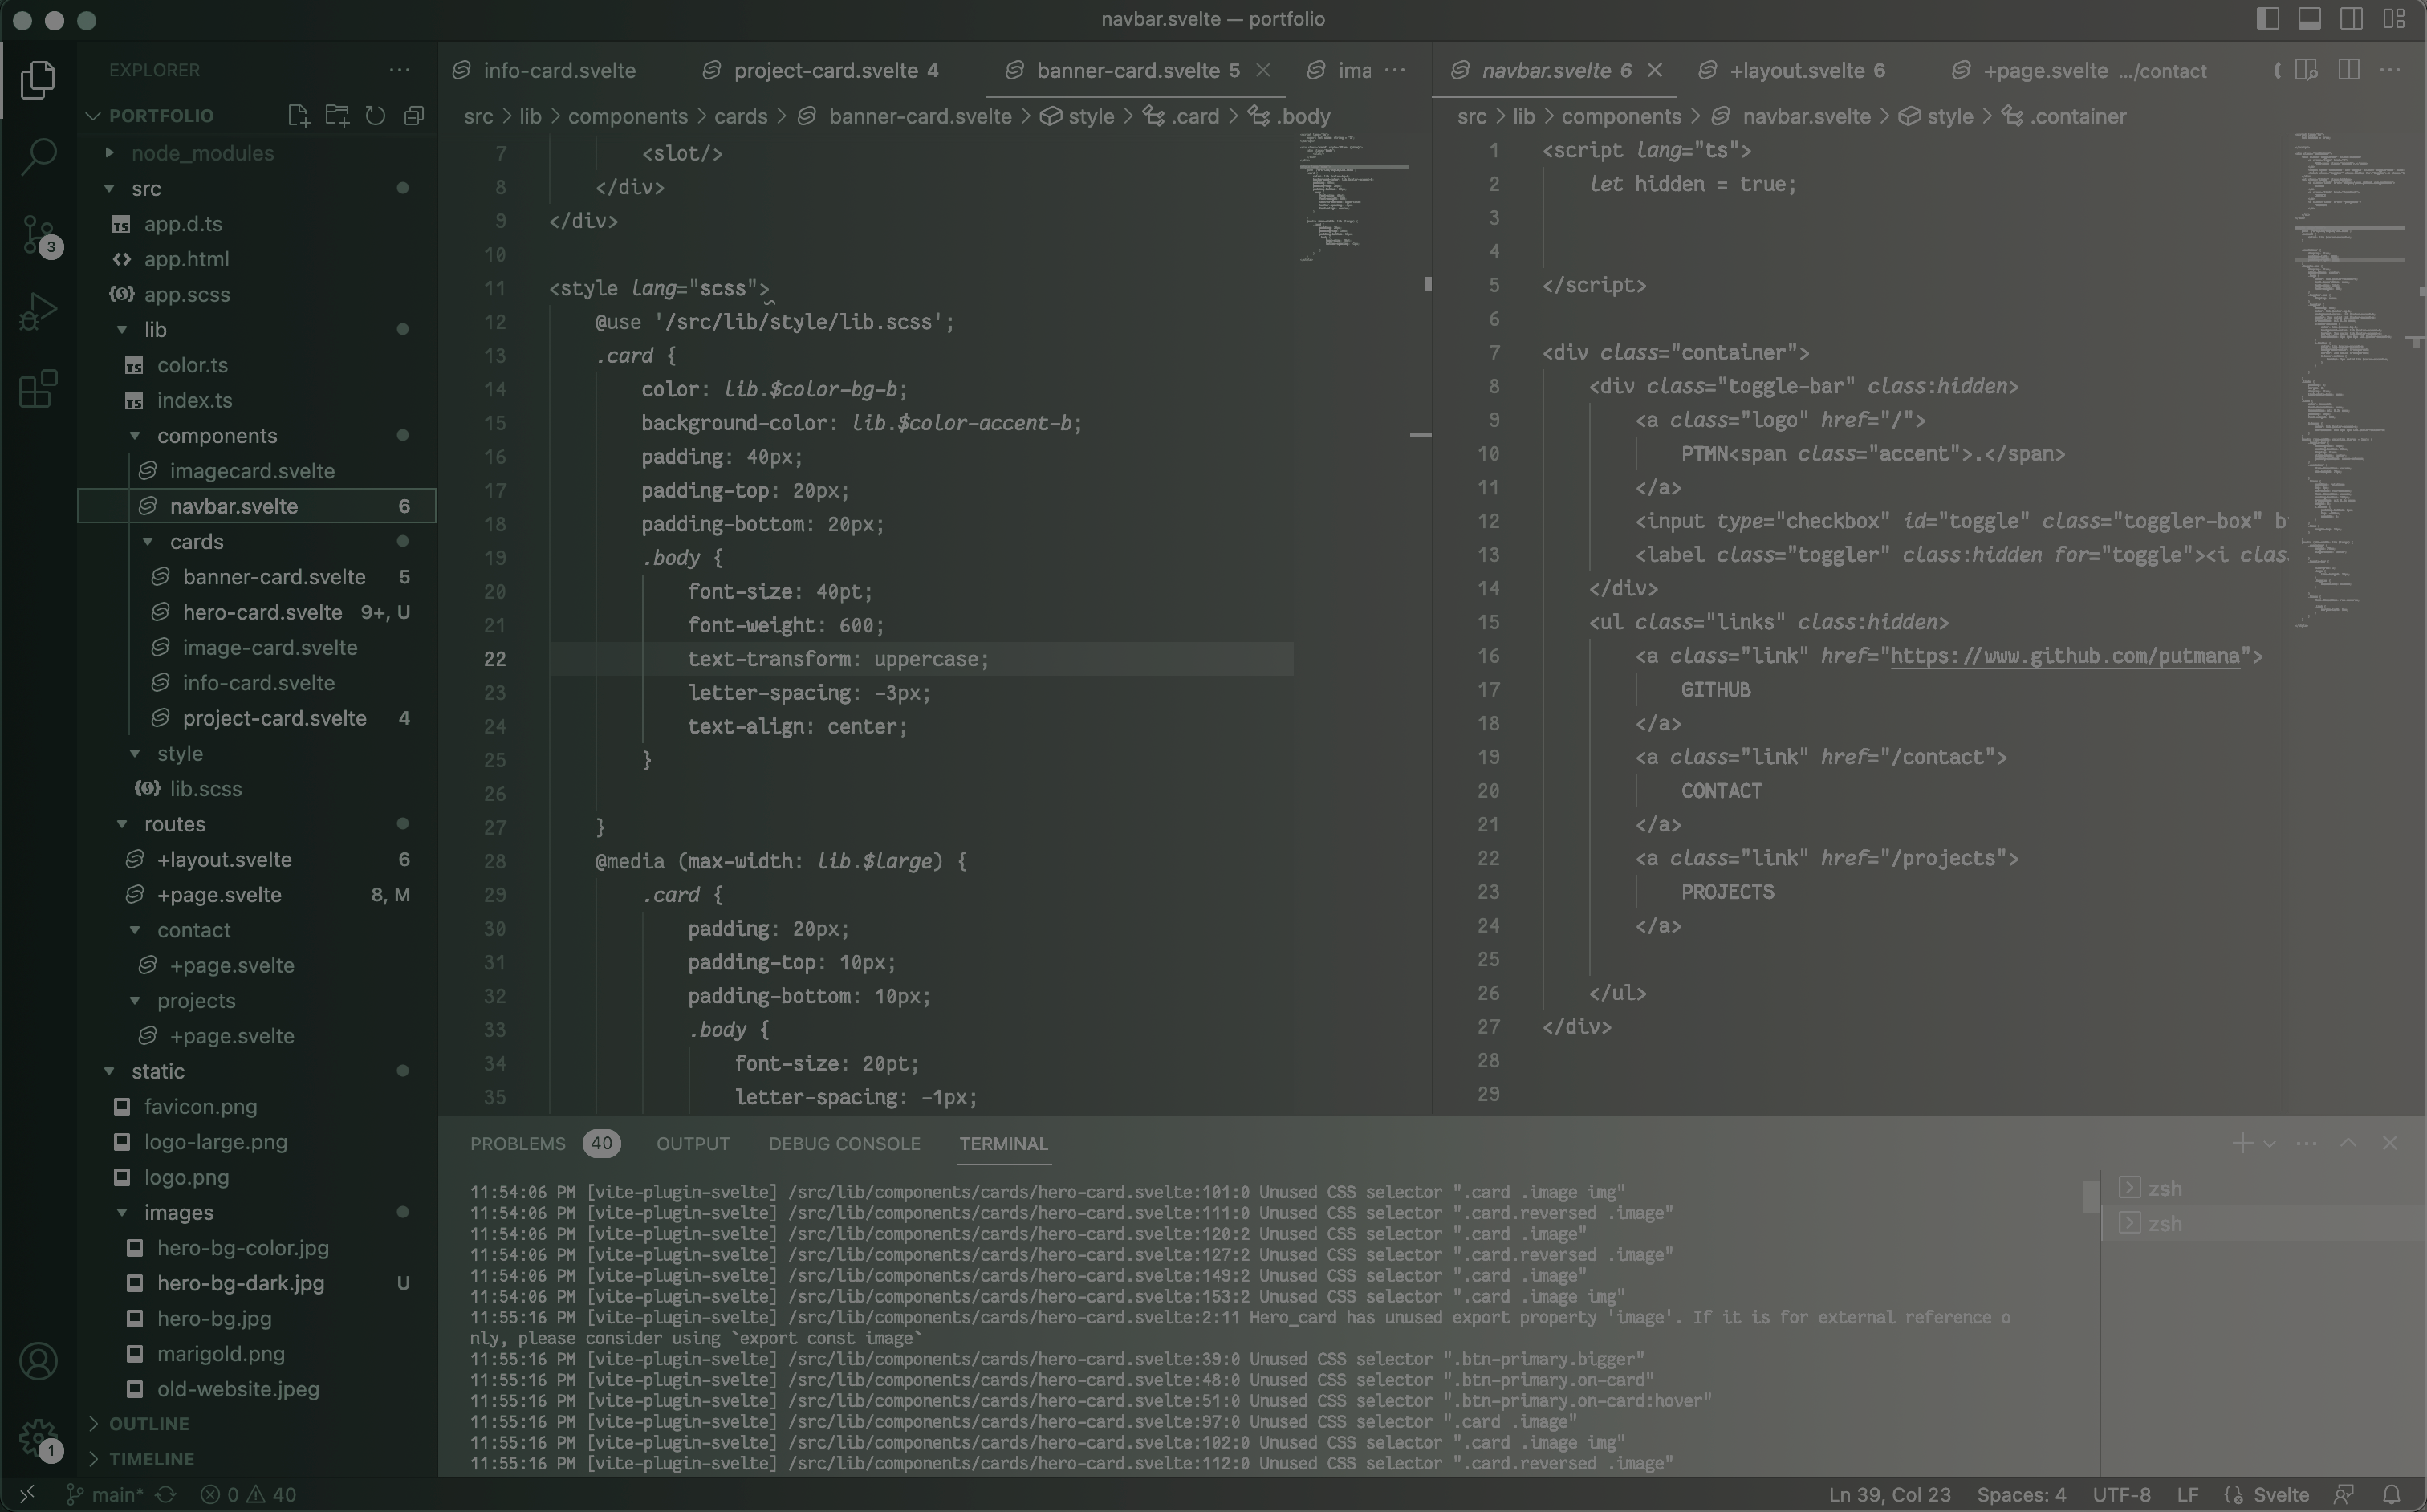 navbar.svelte — portfolio
EXPLORER
PORTFOLIO
node_modules
src
app.d.ts
app.html
app.scss
lib
color.ts
index.ts
components
imagecard.svelte
navbar.svelte 6
cards
banner-card.svelte 5
hero-card.svelte 9+, U
image-card.svelte
info-card.svelte
project-card.svelte 4
style
lib.scss
routes
+layout.svelte 6
+page.svelte 8, M
contact
+page.svelte
projects
+page.svelte
static
favicon.png
logo-large.png
logo.png
images
hero-bg-color.jpg
hero-bg-dark.jpg U
hero-bg.jpg
marigold.png
old-website.jpeg
OUTLINE
TIMELINE
3
1
info-card.svelte project-card.svelte 4 banner-card.svelte 5 ima ···
src > lib > components > cards > banner-card.svelte > style > .card > .body
7 <slot/>
8 </div>
9 </div>
10
11 <style lang="scss">
12 @use '/src/lib/style/lib.scss';
13 .card {
14 color: lib.$color-bg-b;
15 background-color: lib.$color-accent-b;
16 padding: 40px;
17 padding-top: 20px;
18 padding-bottom: 20px;
19 .body {
20 font-size: 40pt;
21 font-weight: 600;
22 text-transform: uppercase;
23 letter-spacing: -3px;
24 text-align: center;
25 }
26
27 }
28 @media (max-width: lib.$large) {
29 .card {
30 padding: 20px;
31 padding-top: 10px;
32 padding-bottom: 10px;
33 .body {
34 font-size: 20pt;
35 letter-spacing: -1px;
navbar.svelte 6 +layout.svelte 6 +page.svelte .../contact
src > lib > components > navbar.svelte > style > .container
1 <script lang="ts">
2 let hidden = true;
3
4
5 </script>
6
7 <div class="container">
8 <div class="toggle-bar" class:hidden>
9 <a class="logo" href="/">
10 PTMN<span class="accent">.</span>
11 </a>
12 <input type="checkbox" id="toggle" class="toggler-box" b
13 <label class="toggler" class:hidden for="toggle"><i clas
14 </div>
15 <ul class="links" class:hidden>
16 <a class="link" href="https://www.github.com/putmana">
17 GITHUB
18 </a>
19 <a class="link" href="/contact">
20 CONTACT
21 </a>
22 <a class="link" href="/projects">
23 PROJECTS
24 </a>
25
26 </ul>
27 </div>
28
29
PROBLEMS 40 OUTPUT DEBUG CONSOLE TERMINAL
11:54:06 PM [vite-plugin-svelte] /src/lib/components/cards/hero-card.svelte:101:0 Unused CSS selector ".card .image img"
11:54:06 PM [vite-plugin-svelte] /src/lib/components/cards/hero-card.svelte:111:0 Unused CSS selector ".card.reversed .image"
11:54:06 PM [vite-plugin-svelte] /src/lib/components/cards/hero-card.svelte:120:2 Unused CSS selector ".card .image"
11:54:06 PM [vite-plugin-svelte] /src/lib/components/cards/hero-card.svelte:127:2 Unused CSS selector ".card.reversed .image"
11:54:06 PM [vite-plugin-svelte] /src/lib/components/cards/hero-card.svelte:149:2 Unused CSS selector ".card .image"
11:54:06 PM [vite-plugin-svelte] /src/lib/components/cards/hero-card.svelte:153:2 Unused CSS selector ".card .image img"
11:55:16 PM [vite-plugin-svelte] /src/lib/components/cards/hero-card.svelte:2:11 Hero_card has unused export property 'image'. If it is for external reference o
nly, please consider using `export const image`
11:55:16 PM [vite-plugin-svelte] /src/lib/components/cards/hero-card.svelte:39:0 Unused CSS selector ".btn-primary.bigger"
11:55:16 PM [vite-plugin-svelte] /src/lib/components/cards/hero-card.svelte:48:0 Unused CSS selector ".btn-primary.on-card"
11:55:16 PM [vite-plugin-svelte] /src/lib/components/cards/hero-card.svelte:51:0 Unused CSS selector ".btn-primary.on-card:hover"
11:55:16 PM [vite-plugin-svelte] /src/lib/components/cards/hero-card.svelte:97:0 Unused CSS selector ".card .image"
11:55:16 PM [vite-plugin-svelte] /src/lib/components/cards/hero-card.svelte:102:0 Unused CSS selector ".card .image img"
11:55:16 PM [vite-plugin-svelte] /src/lib/components/cards/hero-card.svelte:112:0 Unused CSS selector ".card.reversed .image"
zsh
zsh
main* 0 40
Ln 39, Col 23 Spaces: 4 UTF-8 LF Svelte